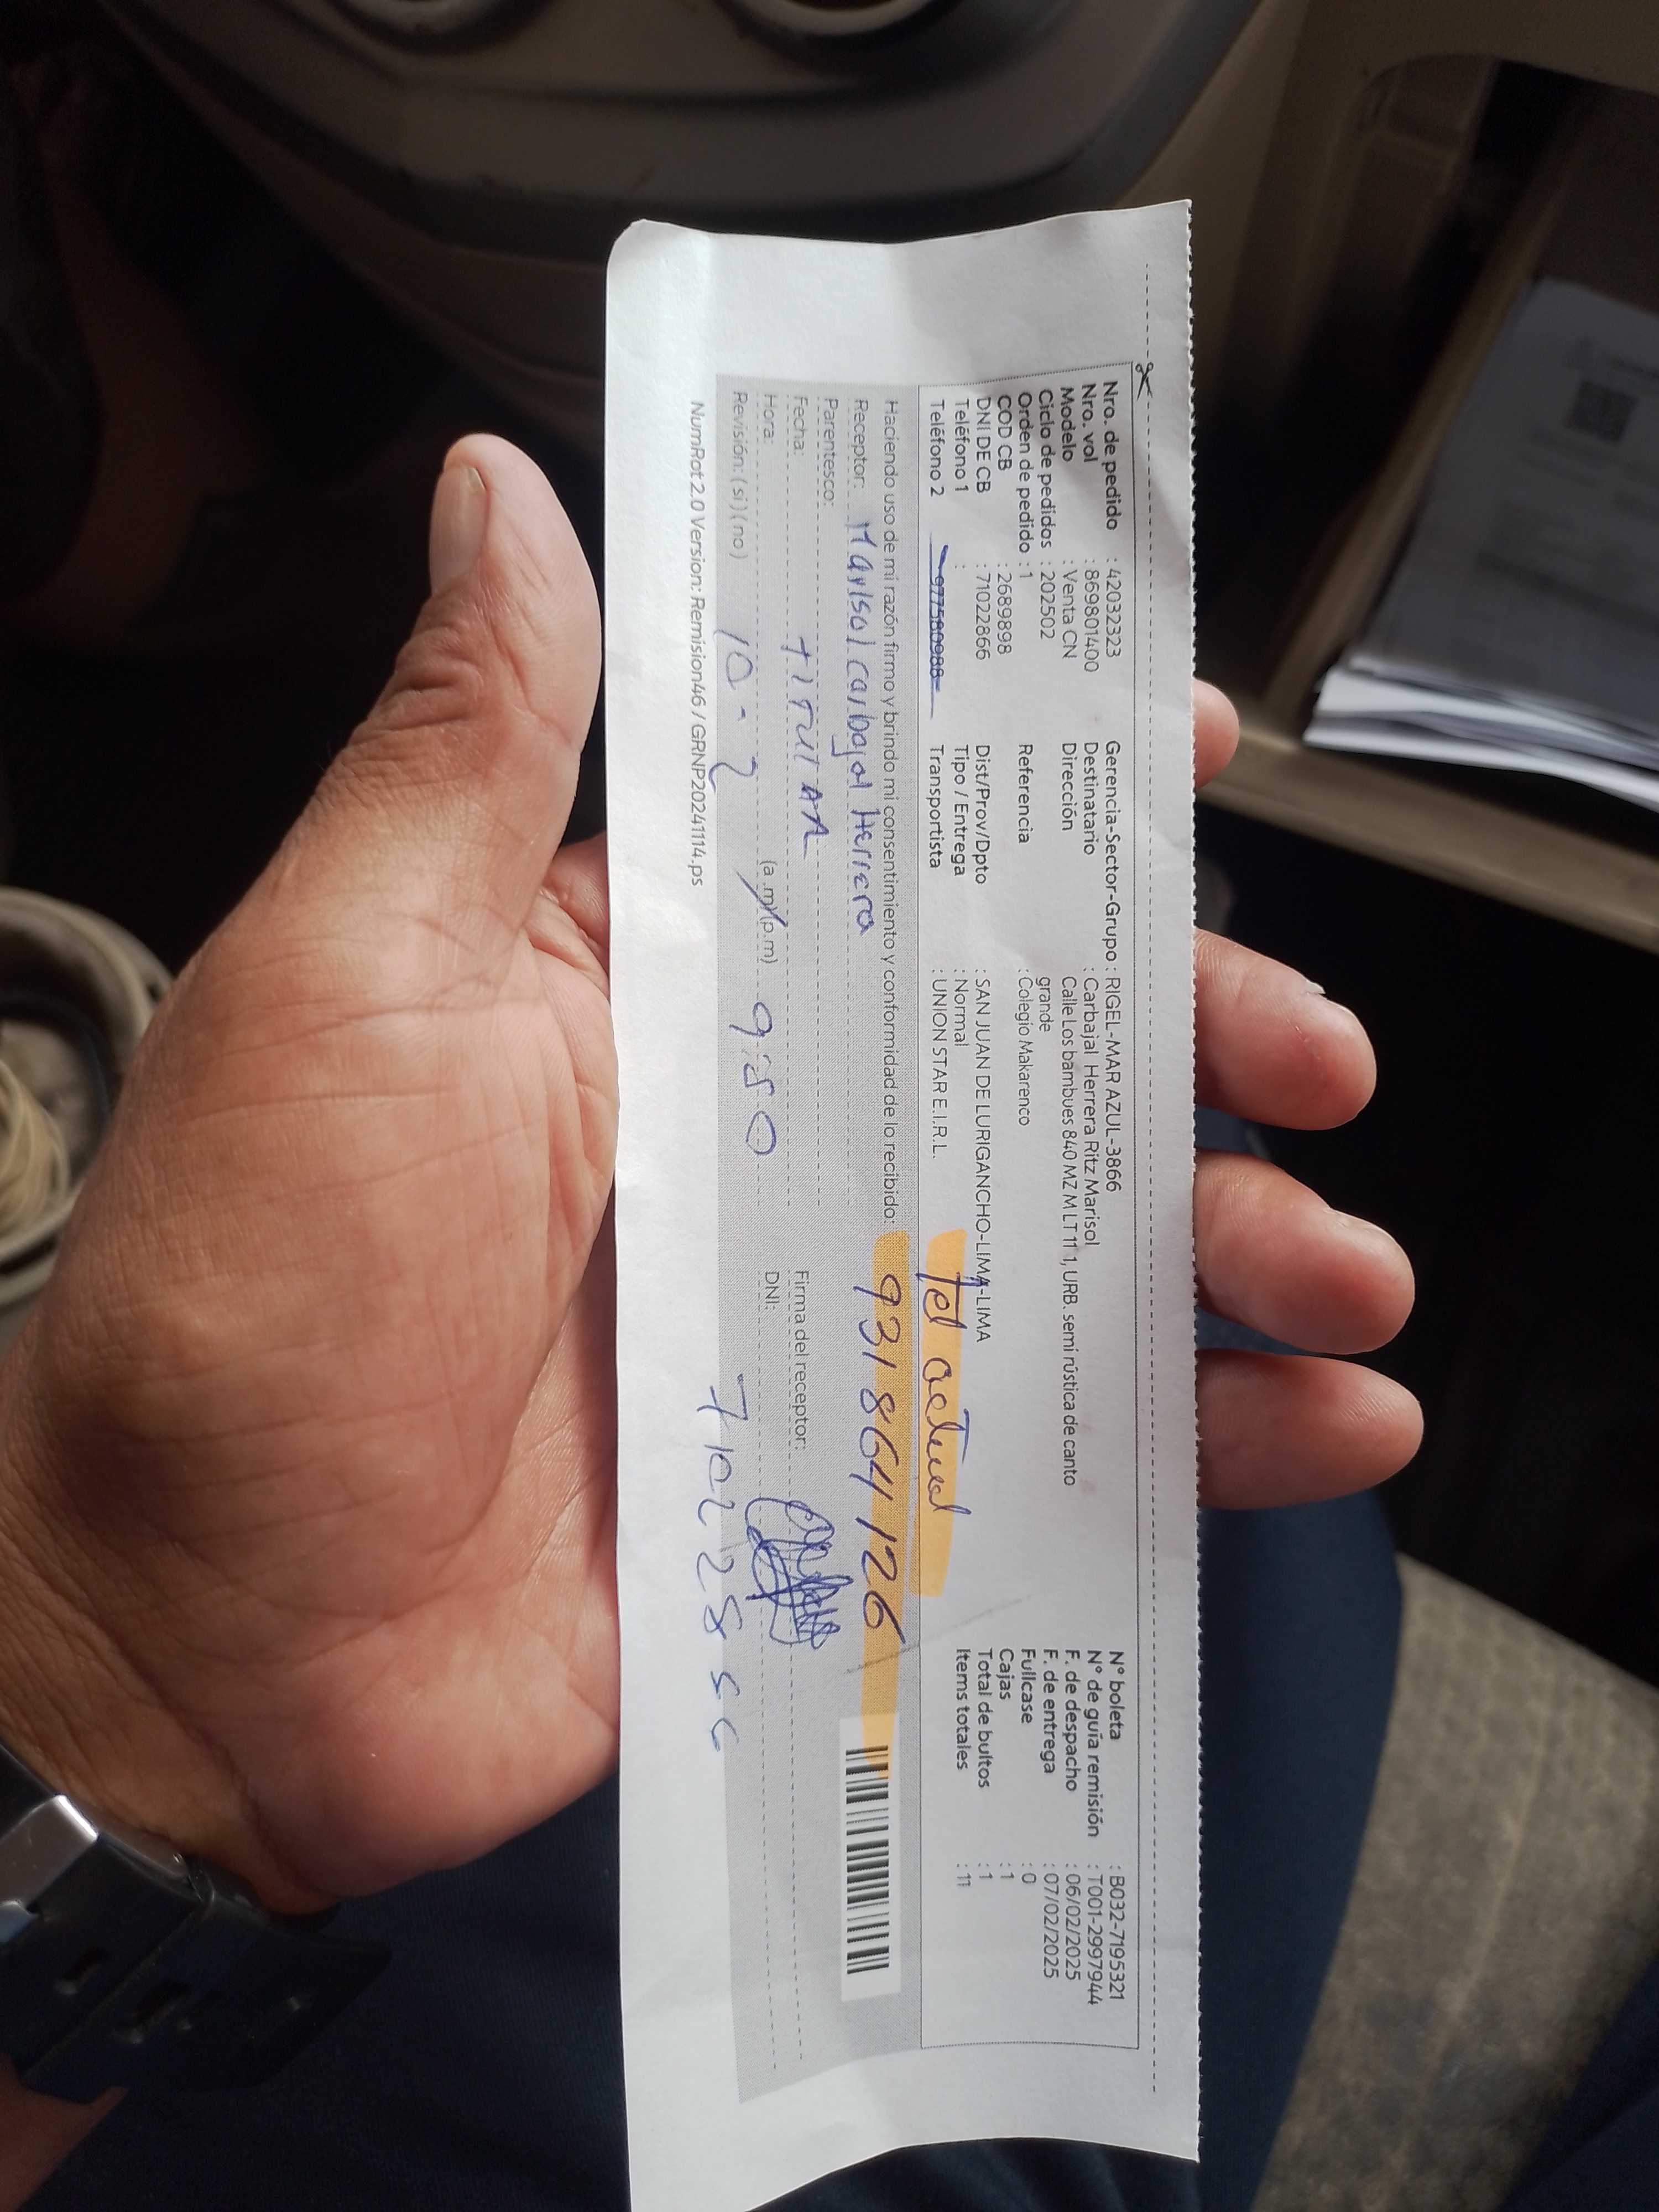 Nro. de pedido : 42032323
Nro. vol : 869801400
Modelo : Venta CN
Ciclo de pedidos : 202502
Orden de pedido : 1
COD CB : 2689898
DNI DE CB : 71022866
Teléfono 1 :
Teléfono 2 977580988
Gerencia-Sector-Grupo : RIGEL-MAR AZUL-3866
Destinatario : Carbajal Herrera Ritz Marisol
Dirección Calle Los bambues 840 MZ M LT 11 1, URB. semi rústica de canto
grande
Referencia : Colegio Makarenco
Dist/Prov/Dpto : SAN JUAN DE LURIGANCHO-LIMA-LIMA
Tipo / Entrega : Normal
Transportista : UNION STAR E.I.R.L.
Tel actual
N° boleta : B032-7195321
N° de guía remisión : T001-2997944
F. de despacho : 06/02/2025
F. de entrega : 07/02/2025
Fullcase : 0
Cajas : 1
Total de bultos : 1
Items totales : 11
Haciendo uso de mi razón firmo y brindo mi consentimiento y conformidad de lo recibido:
931864126
Receptor: Marisol Carbajal Herrera
Parentesco:
TITULAR
Fecha:
Hora: (a.m)/(p.m) 9:50
Revisión: (si) (no)
10-2
Firma del receptor:
DNI:
NumRot 2.0 Version: Remision46 / GRNP20241114.ps